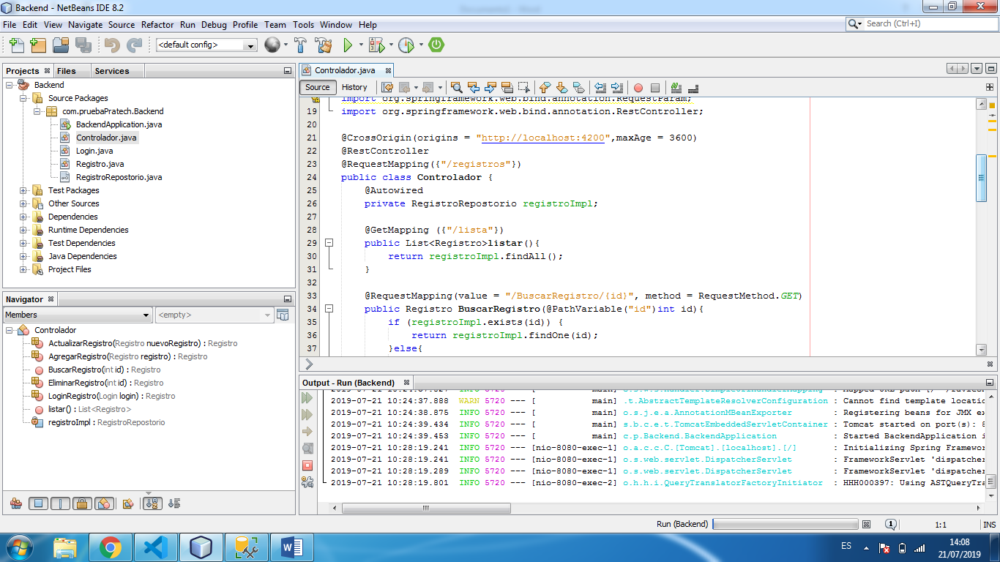 Backend - NetBeans IDE 8.2
File Edit View Navigate Source Refactor Run Debug Profile Team Tools Window Help
Search (Ctrl+I)
<default config>
Projects Files Services
Backend
Source Packages
com.pruebaPratech.Backend
BackendApplication.java
Controlador.java
Login.java
Registro.java
RegistroRepostorio.java
Test Packages
Other Sources
Dependencies
Runtime Dependencies
Test Dependencies
Java Dependencies
Project Files
Navigator
Members <empty>
Controlador
ActualizarRegistro(Registro nuevoRegistro) : Registro
AgregarRegistro(Registro registro) : Registro
BuscarRegistro(int id) : Registro
EliminarRegistro(int id) : Registro
LoginRegistro(Login login) : Registro
listar() : List<Registro>
registroImpl : RegistroRepostorio
Controlador.java
Source History
import org.springframework.web.bind.annotation.RequestParam;
19 import org.springframework.web.bind.annotation.RestController;
20
21 @CrossOrigin(origins = "http://localhost:4200",maxAge = 3600)
22 @RestController
23 @RequestMapping({"/registros"})
24 public class Controlador {
25 @Autowired
26 private RegistroRepostorio registroImpl;
27
28 @GetMapping ({"/lista"})
29 public List<Registro>listar(){
30 return registroImpl.findAll();
31 }
32
33 @RequestMapping(value = "/BuscarRegistro/{id}", method = RequestMethod.GET)
34 public Registro BuscarRegistro(@PathVariable("id")int id){
35 if (registroImpl.exists(id)) {
36 return registroImpl.findOne(id);
37 }else{
Output - Run (Backend)
2019-07-21 10:24:37.888 WARN 5720 --- [ main] .t.AbstractTemplateResolverConfiguration : Cannot find template locatio
2019-07-21 10:24:38.875 INFO 5720 --- [ main] o.s.j.e.a.AnnotationMBeanExporter : Registering beans for JMX ex
2019-07-21 10:24:39.434 INFO 5720 --- [ main] s.b.c.e.t.TomcatEmbeddedServletContainer : Tomcat started on port(s): 8
2019-07-21 10:24:39.453 INFO 5720 --- [ main] c.p.Backend.BackendApplication : Started BackendApplication i
2019-07-21 10:28:19.241 INFO 5720 --- [nio-8080-exec-1] o.a.c.c.C.[Tomcat].[localhost].[/] : Initializing Spring Framewor
2019-07-21 10:28:19.241 INFO 5720 --- [nio-8080-exec-1] o.s.web.servlet.DispatcherServlet : FrameworkServlet 'dispatcher
2019-07-21 10:28:19.289 INFO 5720 --- [nio-8080-exec-1] o.s.web.servlet.DispatcherServlet : FrameworkServlet 'dispatcher
2019-07-21 10:28:19.801 INFO 5720 --- [nio-8080-exec-2] o.h.h.i.QueryTranslatorFactoryInitiator : HHH000397: Using ASTQueryTra
Run (Backend) 1 1:1 INS
ES
14:08
21/07/2019